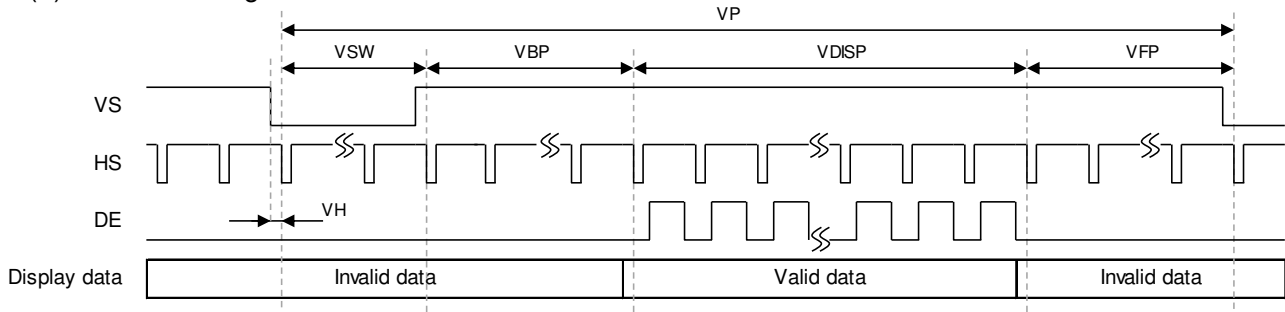 VP
VSW VBP VDISP VFP
VS
HS
DE
VH
Display data Invalid data Valid data Invalid data